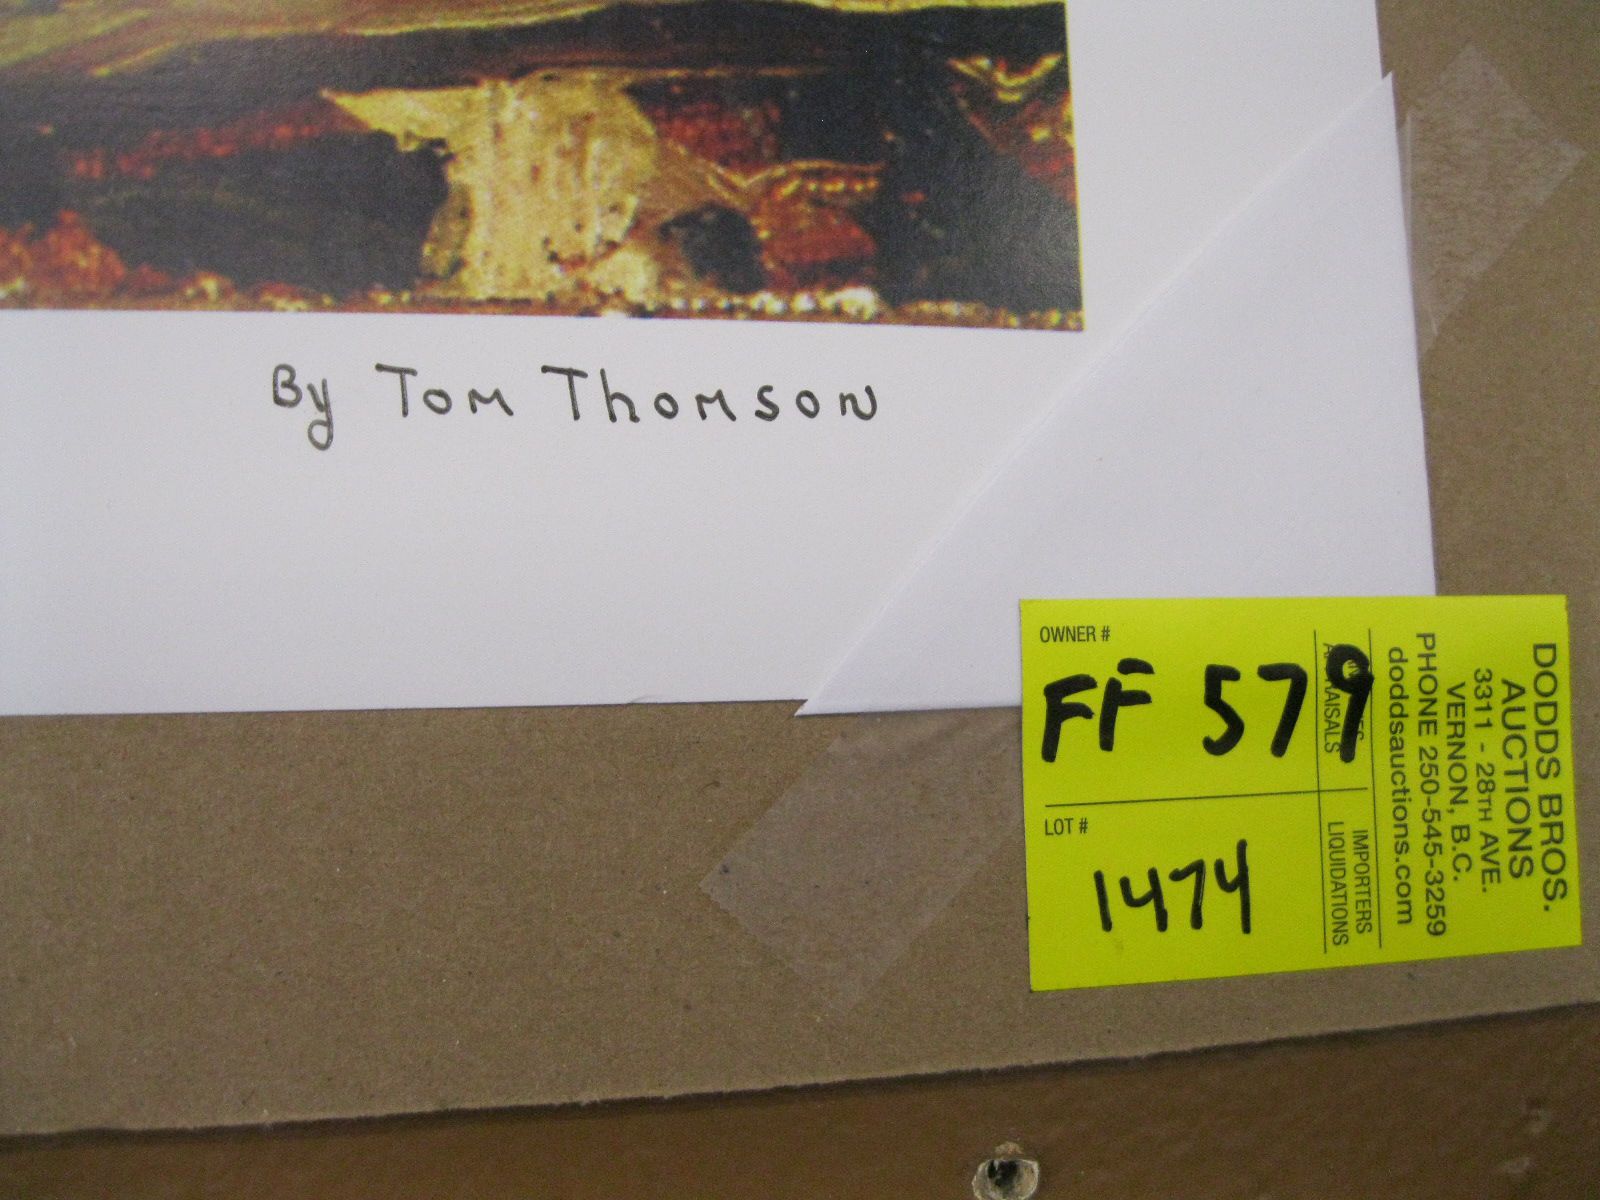 By Tom Thomson
OWNER #
FF 579
LOT #
1474
IMPORTERS
LIQUIDATIONS
DODDS BROS.
AUCTIONS
3311 - 28TH AVE.
VERNON, B.C.
PHONE 250-545-3259
doddsauctions.com